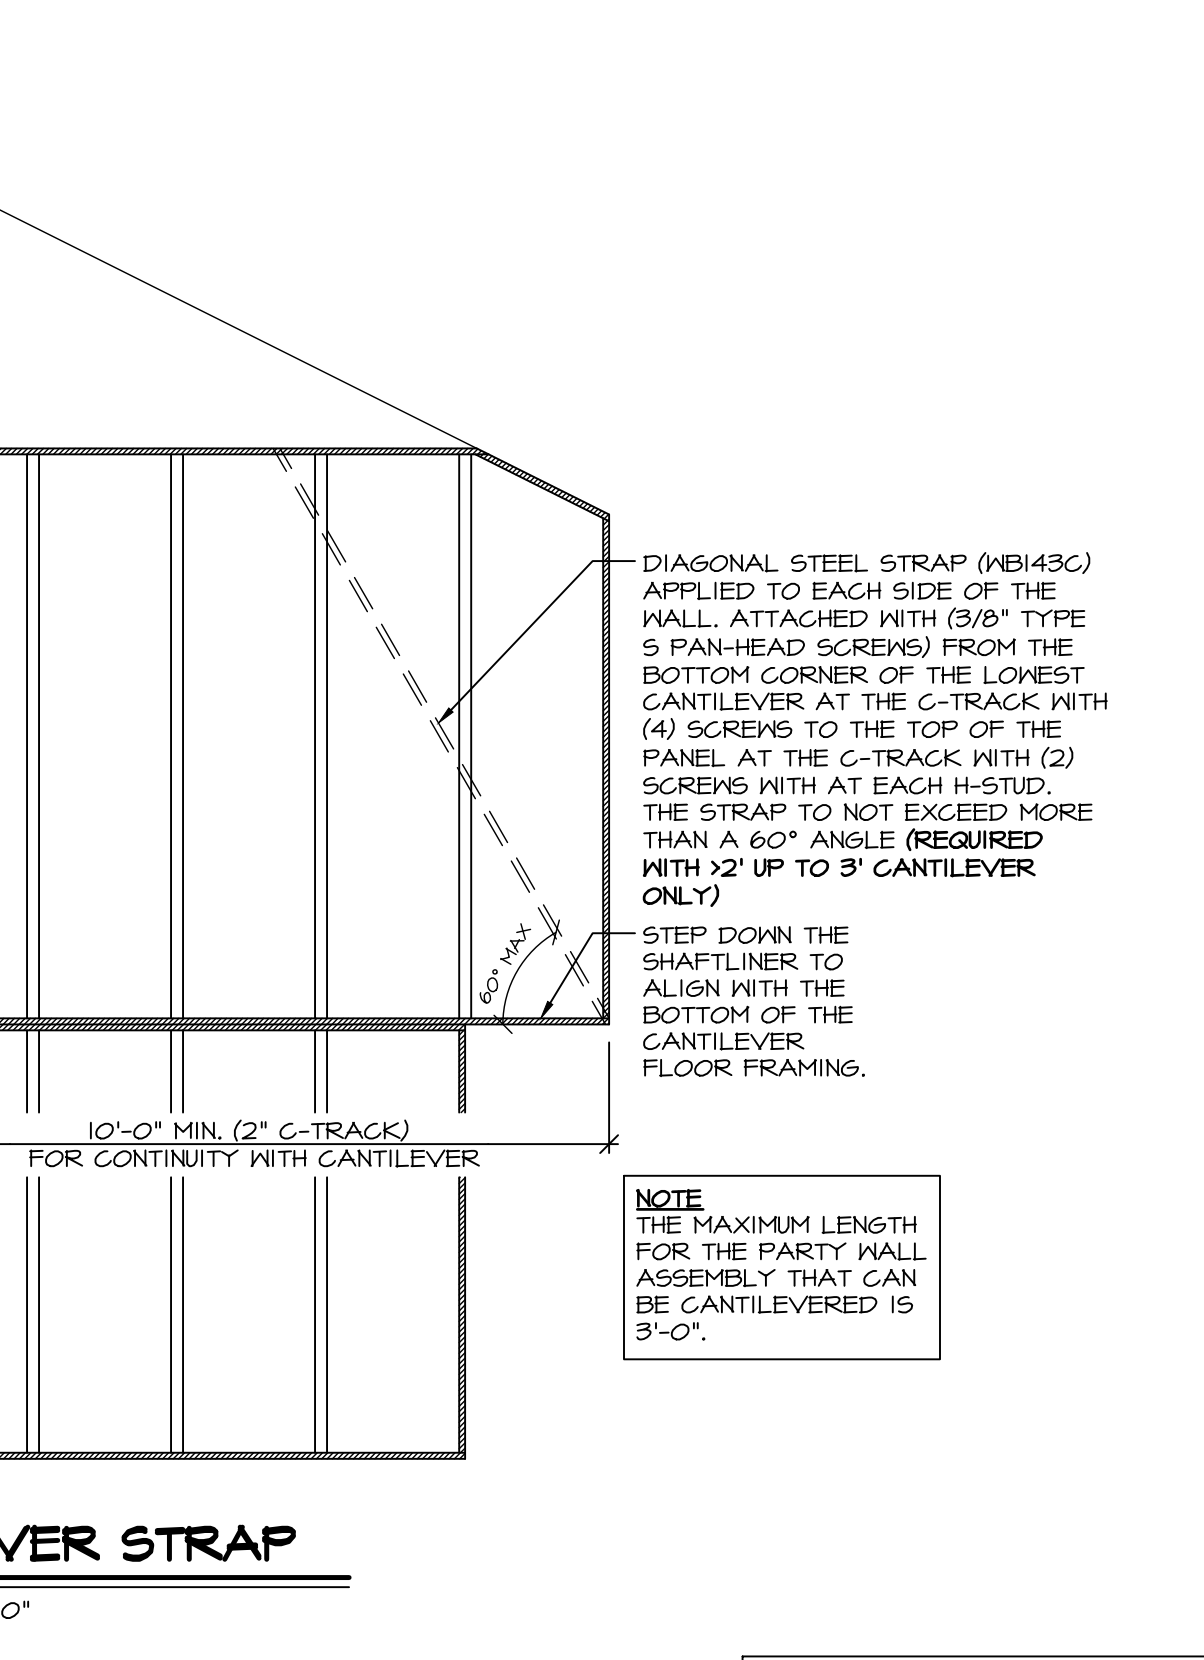 DIAGONAL STEEL STRAP (WB143C)
APPLIED TO EACH SIDE OF THE
WALL. ATTACHED WITH (3/8" TYPE
S PAN-HEAD SCREWS) FROM THE
BOTTOM CORNER OF THE LOWEST
CANTILEVER AT THE C-TRACK WITH
(4) SCREWS TO THE TOP OF THE
PANEL AT THE C-TRACK WITH (2)
SCREWS WITH AT EACH H-STUD.
THE STRAP TO NOT EXCEED MORE
THAN A 60° ANGLE (REQUIRED
WITH >2' UP TO 3' CANTILEVER
ONLY)
60° MAX
STEP DOWN THE
SHAFTLINER TO
ALIGN WITH THE
BOTTOM OF THE
CANTILEVER
FLOOR FRAMING.
10'-0" MIN. (2" C-TRACK)
FOR CONTINUITY WITH CANTILEVER
NOTE
THE MAXIMUM LENGTH
FOR THE PARTY WALL
ASSEMBLY THAT CAN
BE CANTILEVERED IS
3'-0".
VER STRAP
0"